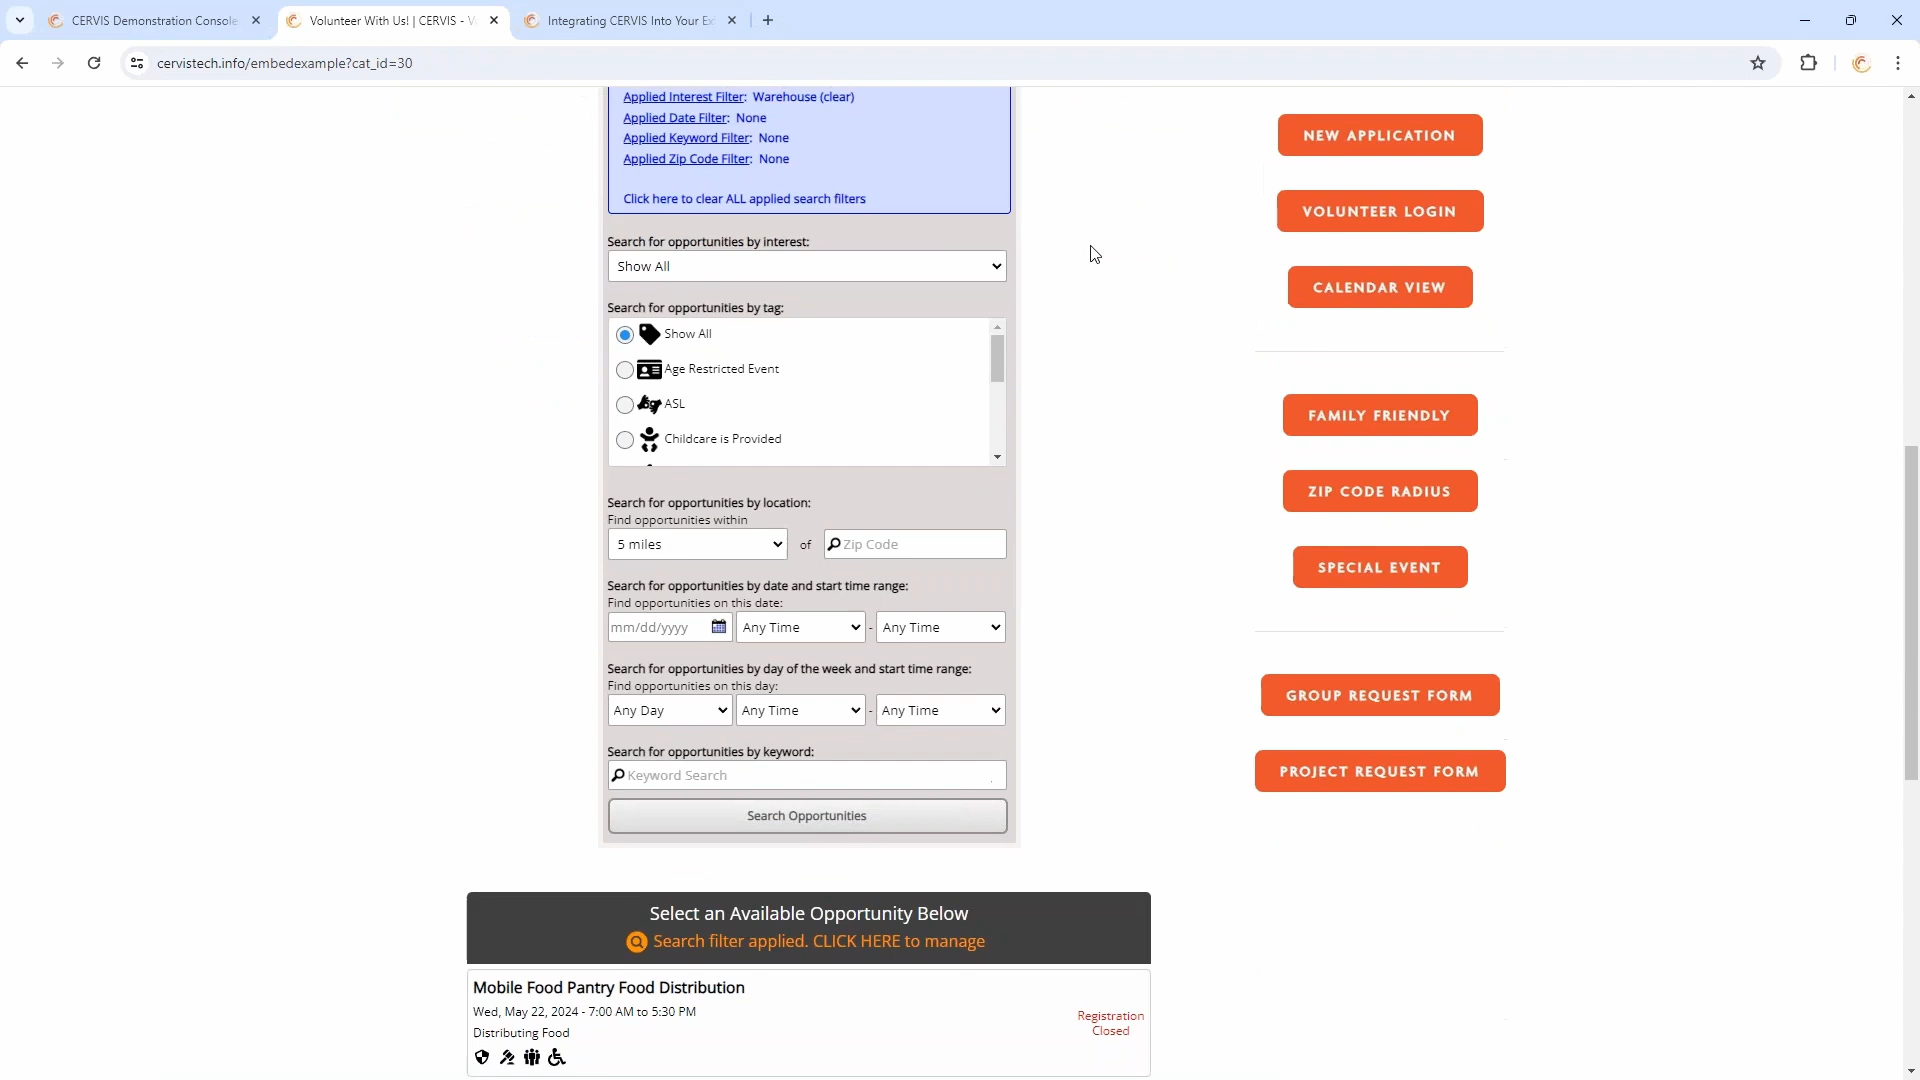 CERVIS Demonstration Console
Volunteer With Us! | CERVIS - V
Integrating CERVIS Into Your Ex
cervistech.info/embedexample?cat_id=30
Applied Interest Filter: Warehouse (clear)
Applied Date Filter: None
Applied Keyword Filter: None
Applied Zip Code Filter: None
Click here to clear ALL applied search filters
Search for opportunities by interest:
Show All
Search for opportunities by tag:
Show All
Age Restricted Event
ASL
Childcare is Provided
Search for opportunities by location:
Find opportunities within
5 miles of Zip Code
Search for opportunities by date and start time range:
Find opportunities on this date:
mm/dd/yyyy Any Time - Any Time
Search for opportunities by day of the week and start time range:
Find opportunities on this day:
Any Day Any Time - Any Time
Search for opportunities by keyword:
Keyword Search
Search Opportunities
Select an Available Opportunity Below
Search filter applied. CLICK HERE to manage
Mobile Food Pantry Food Distribution
Wed, May 22, 2024 - 7:00 AM to 5:30 PM
Distributing Food
Registration
Closed
NEW APPLICATION
VOLUNTEER LOGIN
CALENDAR VIEW
FAMILY FRIENDLY
ZIP CODE RADIUS
SPECIAL EVENT
GROUP REQUEST FORM
PROJECT REQUEST FORM